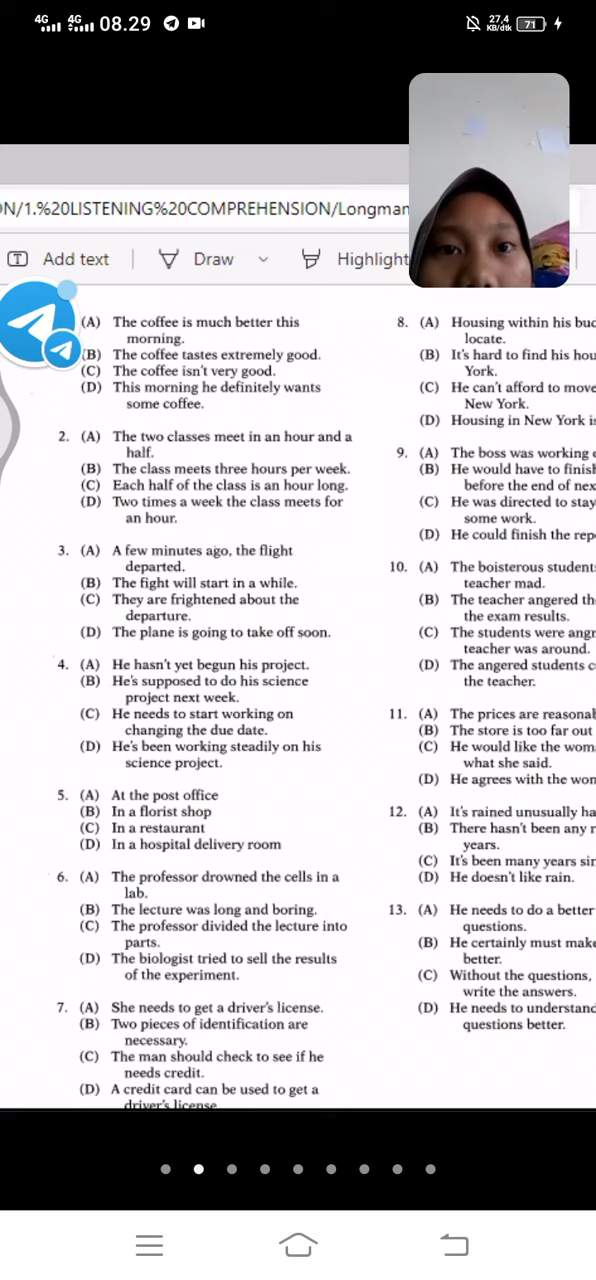 4G 4G 08.29 27,4 KB/dtk 71
ON/1.%20LISTENING%20COMPREHENSION/Longman
Add text Draw Highlight
(A) The coffee is much better this
morning.
(B) The coffee tastes extremely good.
(C) The coffee isn't very good.
(D) This morning he definitely wants
some coffee.
2. (A) The two classes meet in an hour and a
half.
(B) The class meets three hours per week.
(C) Each half of the class is an hour long.
(D) Two times a week the class meets for
an hour.
3. (A) A few minutes ago, the flight
departed.
(B) The fight will start in a while.
(C) They are frightened about the
departure.
(D) The plane is going to take off soon.
4. (A) He hasn't yet begun his project.
(B) He's supposed to do his science
project next week.
(C) He needs to start working on
changing the due date.
(D) He's been working steadily on his
science project.
5. (A) At the post office
(B) In a florist shop
(C) In a restaurant
(D) In a hospital delivery room
6. (A) The professor drowned the cells in a
lab.
(B) The lecture was long and boring.
(C) The professor divided the lecture into
parts.
(D) The biologist tried to sell the results
of the experiment.
7. (A) She needs to get a driver's license.
(B) Two pieces of identification are
necessary.
(C) The man should check to see if he
needs credit.
(D) A credit card can be used to get a
driver's license
8. (A) Housing within his
locate.
(B) It's hard to find his
York.
(C) He can't afford to move
New York.
(D) Housing in New York
9. (A) The boss was working
(B) He would have to finish
before the end of
(C) He was directed to stay
some work.
(D) He could finish the
10. (A) The boisterous
teacher mad.
(B) The teacher angered
the exam results.
(C) The students were
teacher was around.
(D) The angered students
the teacher.
11. (A) The prices are
(B) The store is too far out
(C) He would like the
what she said.
(D) He agrees with the
12. (A) It's rained unusually
(B) There hasn't been any
years.
(C) It's been many years
(D) He doesn't like rain.
13. (A) He needs to do a better
questions.
(B) He certainly must make
better.
(C) Without the questions,
write the answers.
(D) He needs to understand
questions better.